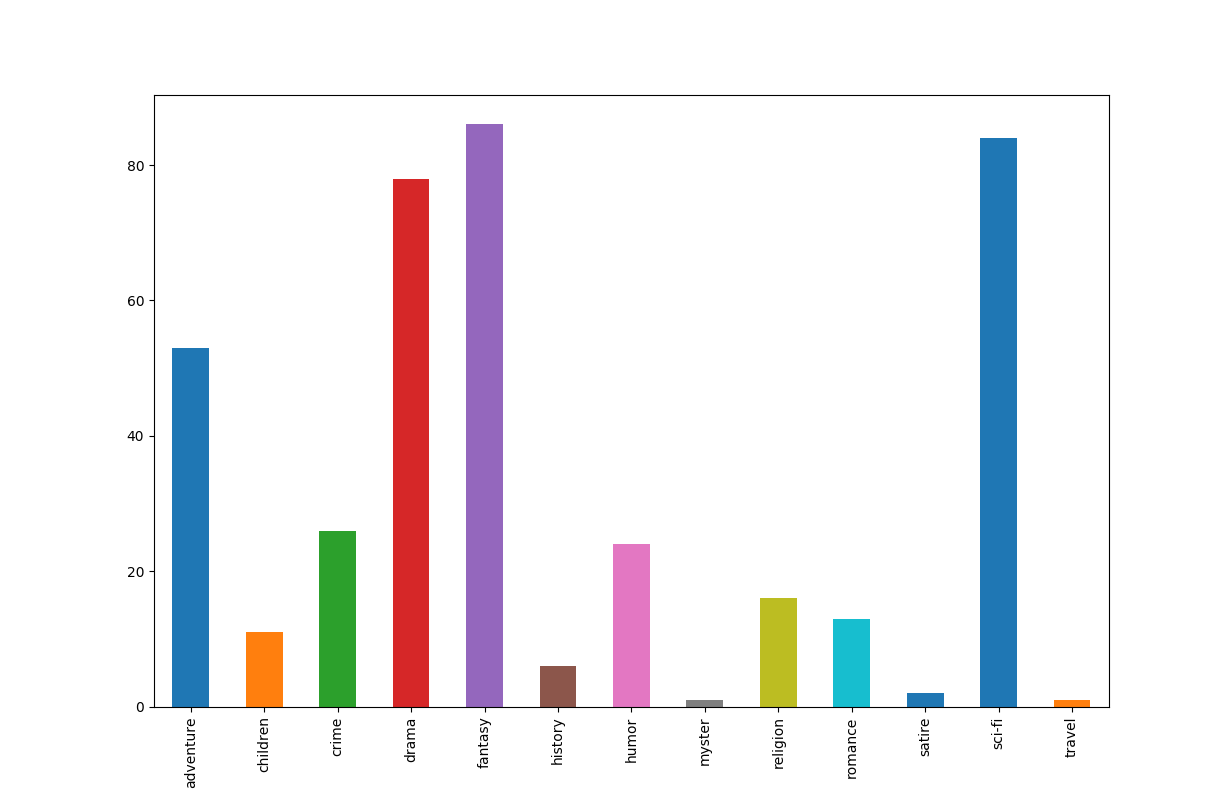 80
60
40
20
0
adventure
children
crime
drama
fantasy
history
humor
myster
religion
romance
satire
sci-fi
travel